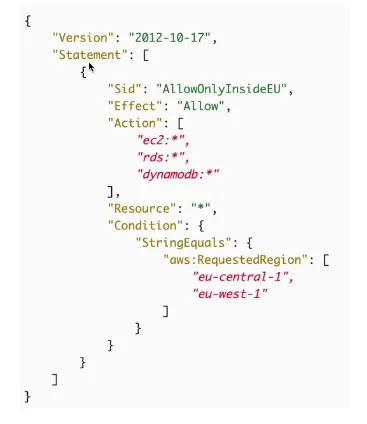 {
    "Version": "2012-10-17",
    "Statement": [
        {
            "Sid": "AllowOnlyInsideEU",
            "Effect": "Allow",
            "Action": [
                "ec2:*",
                "rds:*",
                "dynamodb:*"
            ],
            "Resource": "*",
            "Condition": {
                "StringEquals": {
                    "aws:RequestedRegion": [
                        "eu-central-1",
                        "eu-west-1"
                    ]
                }
            }
        }
    ]
}